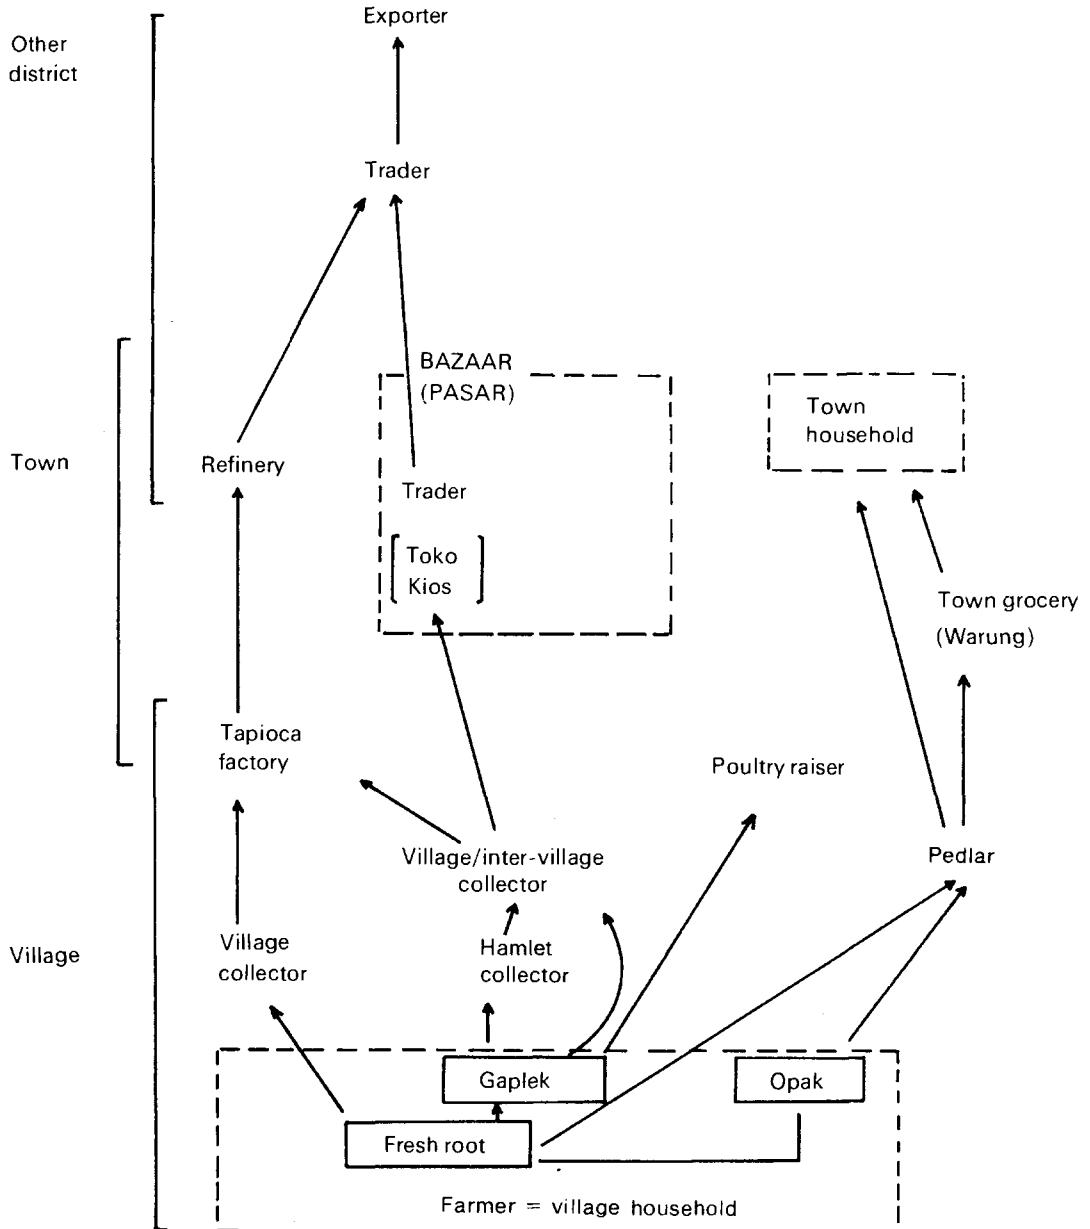 Exporter
Other
district
Trader
BAZAAR
(PASAR)
Town
household
Town
Refinery
Trader
Toko
Kios
Town grocery
(Warung)
Tapioca
factory
Poultry raiser
Village/inter-village
collector
Pedlar
Village
Village
collector
Hamlet
collector
Gaplek
Opak
Fresh root
Farmer = village household